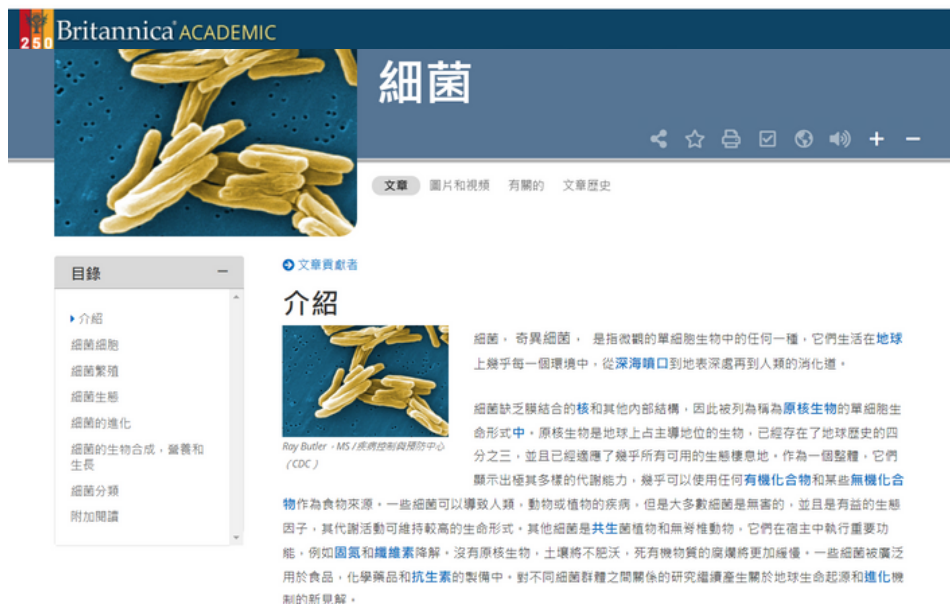 250 Britannica ACADEMIC
細菌
文章 圖片和視頻 有關的 文章歷史
目錄
介紹
細菌細胞
細菌繁殖
細菌生態
細菌的進化
細菌的生物合成，營養和
生長
細菌分類
附加閱讀
文章貢獻者
介紹
Ray Butler，MS / 疾病控制與預防中心
（CDC）
細菌， 奇異細菌， 是指微觀的單細胞生物中的任何一種，它們生活在地球
上幾乎每一個環境中，從深海噴口到地表深處再到人類的消化道。
細菌缺乏膜結合的核和其他內部結構，因此被列為稱為原核生物的單細胞生
命形式中。原核生物是地球上占主導地位的生物，已經存在了地球歷史的四
分之三，並且已經適應了幾乎所有可用的生態棲息地。作為一個整體，它們
顯示出極其多樣的代謝能力，幾乎可以使用任何有機化合物和某些無機化合
物作為食物來源。一些細菌可以導致人類，動物或植物的疾病，但是大多數細菌是無害的，並且是有益的生態
因子，其代謝活動可維持較高的生命形式。其他細菌是共生菌植物和無脊椎動物，它們在宿主中執行重要功
能，例如固氮和纖維素降解。沒有原核生物，土壤將不肥沃，死有機物質的腐爛將更加緩慢。一些細菌被廣泛
用於食品，化學藥品和抗生素的製備中。對不同細菌群體之間關係的研究繼續產生關於地球生命起源和進化機
制的新見解。